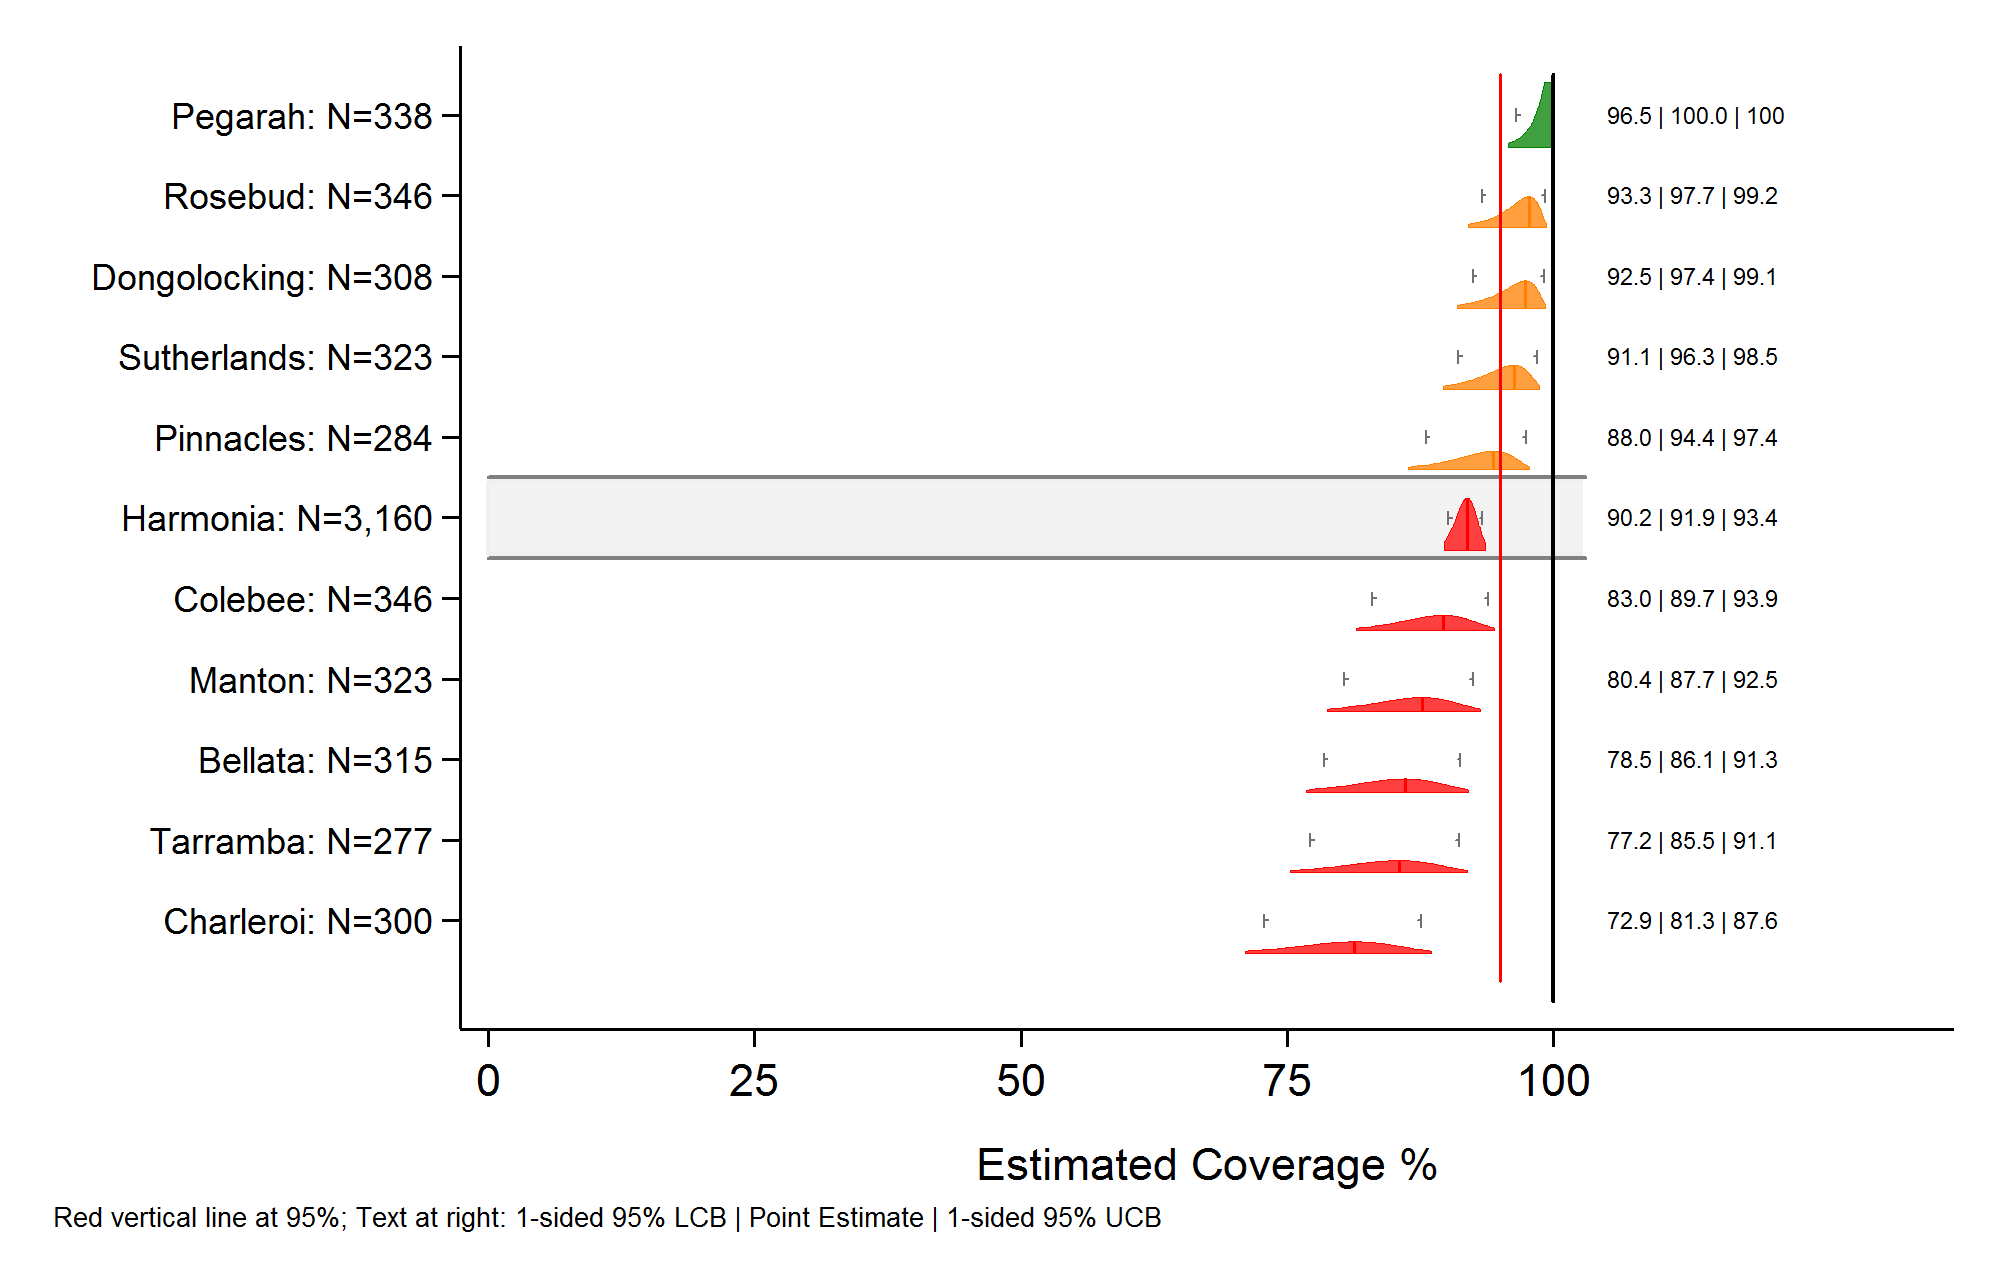 Pegarah: N=338 96.5 | 100.0 | 100
Rosebud: N=346 93.3 | 97.7 | 99.2
Dongolocking: N=308 92.5 | 97.4 | 99.1
Sutherlands: N=323 91.1 | 96.3 | 98.5
Pinnacles: N=284 88.0 | 94.4 | 97.4
Harmonia: N=3,160 90.2 | 91.9 | 93.4
Colebee: N=346 83.0 | 89.7 | 93.9
Manton: N=323 80.4 | 87.7 | 92.5
Bellata: N=315 78.5 | 86.1 | 91.3
Tarramba: N=277 77.2 | 85.5 | 91.1
Charleroi: N=300 72.9 | 81.3 | 87.6
0 25 50 75 100
Estimated Coverage %
Red vertical line at 95%; Text at right: 1-sided 95% LCB | Point Estimate | 1-sided 95% UCB